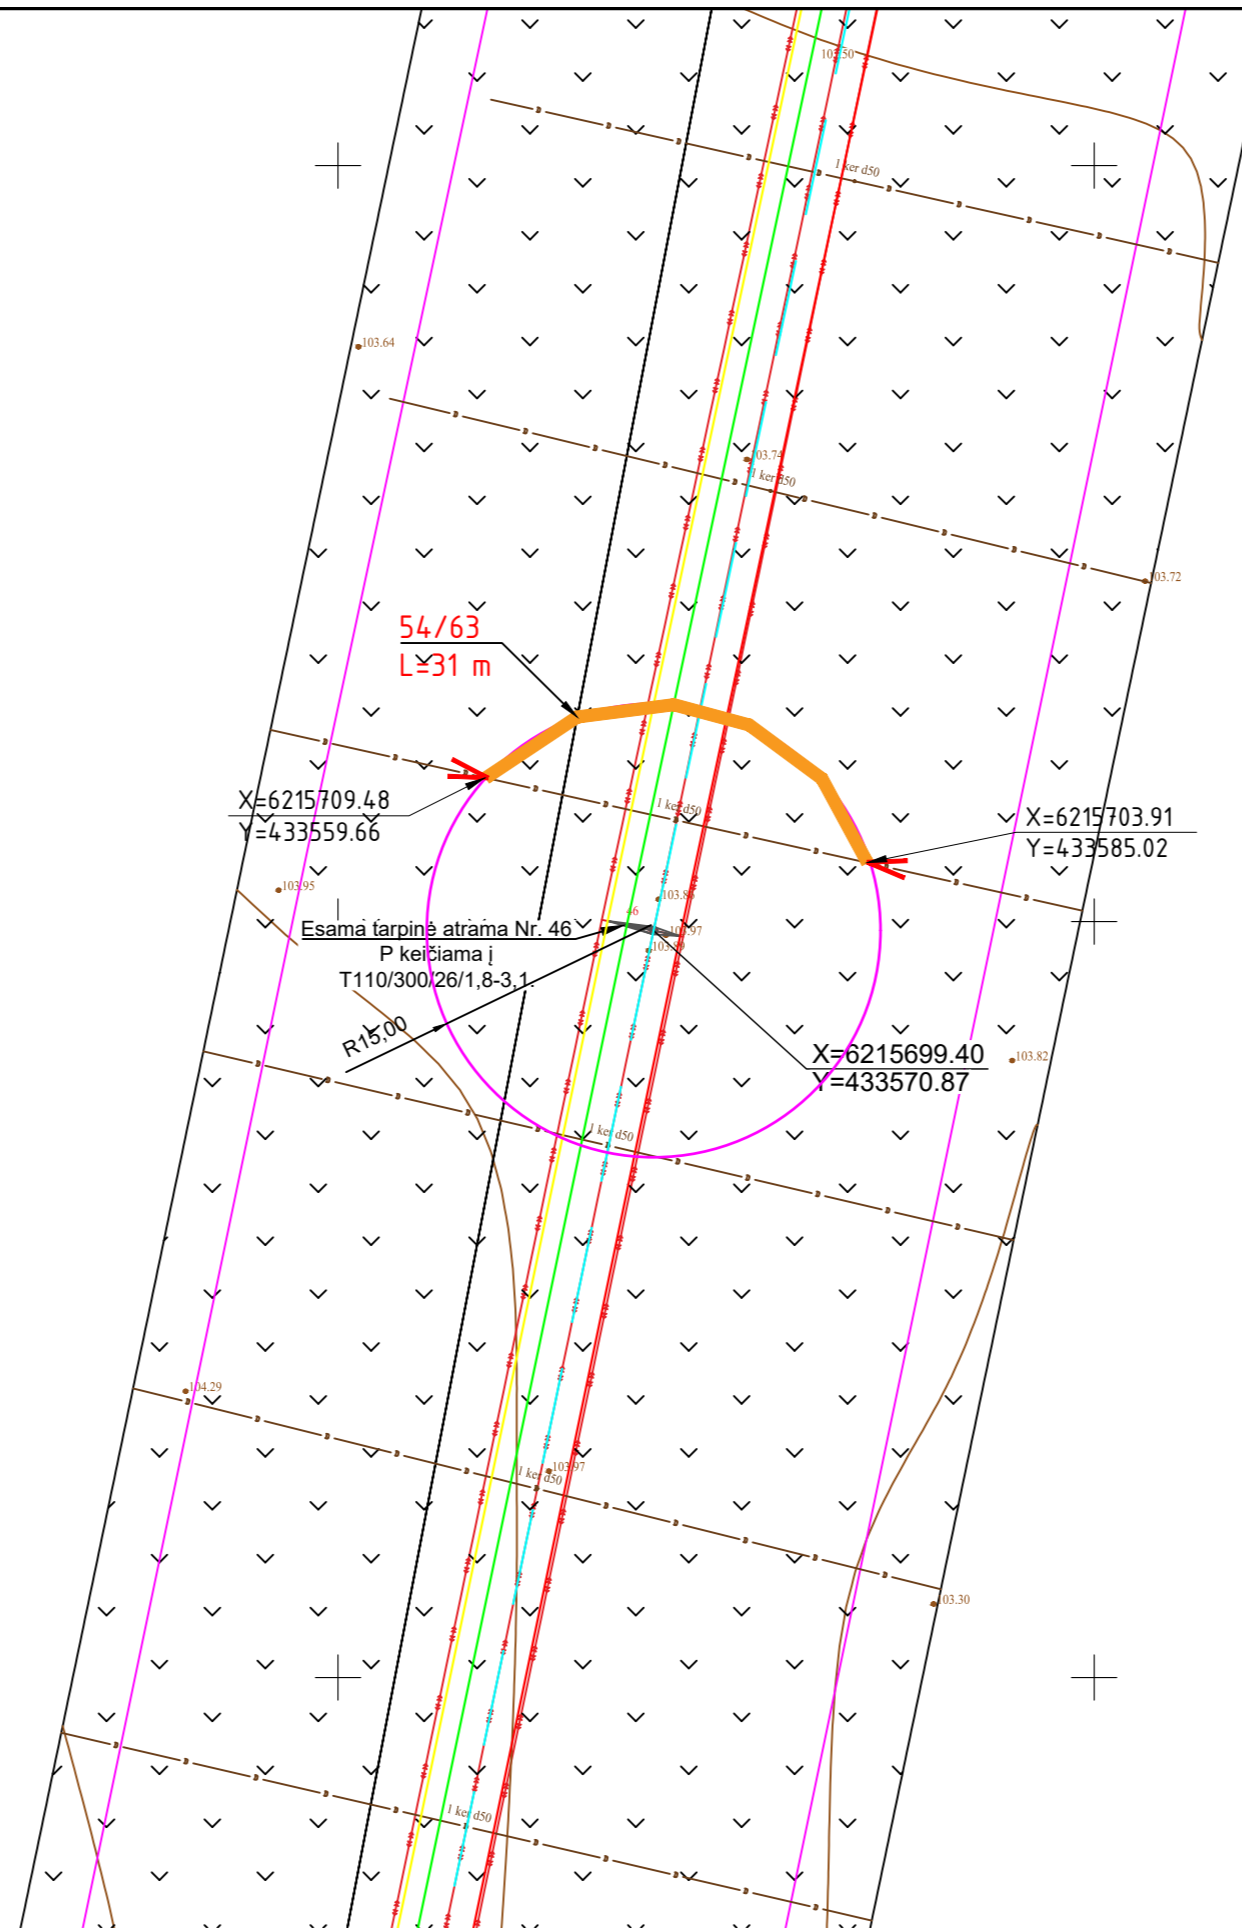 102.50
1 ker d50
103.64
103.74
1 ker d50
103.72
54/63
L=31 m
X=6215709.48
Y=433559.66
1 ker d50
X=6215703.91
Y=433585.02
103.95
46
103.97
Esama tarpinė atrama Nr. 46
P keičiama į
T110/300/26/1,8-3,1.
R15,00
X=6215699.40
Y=433570.87
103.82
1 ker d50
104.29
103.97
1 ker d50
103.30
1 ker d50